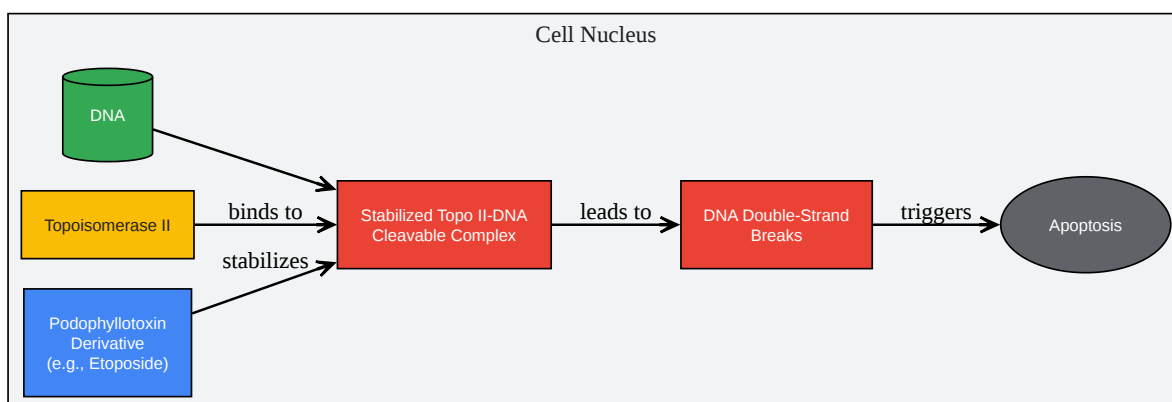 Cell Nucleus
DNA
Topoisomerase II
binds to
stabilizes
Podophyllotoxin
Derivative
(e.g., Etoposide)
Stabilized Topo II-DNA
Cleavable Complex
leads to
DNA Double-Strand
Breaks
triggers
Apoptosis